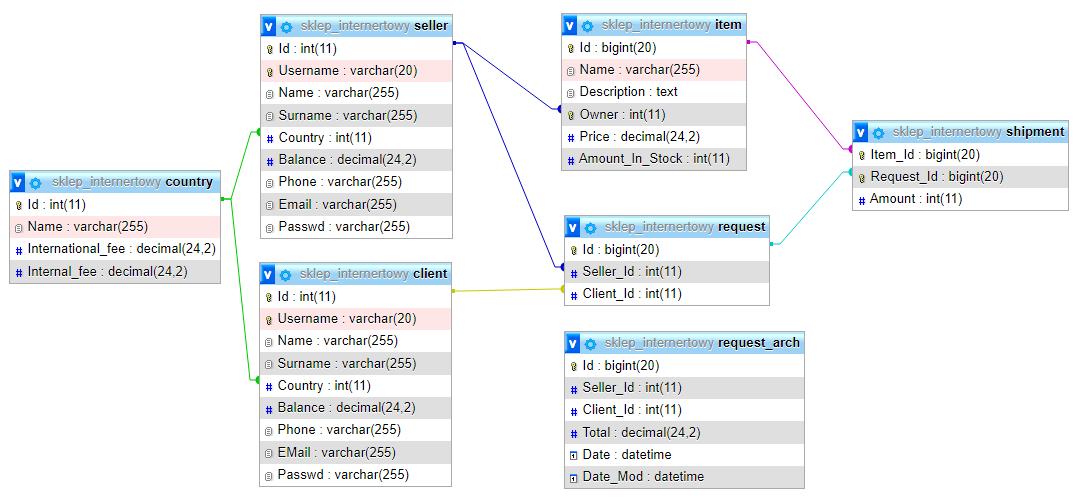 v sklep_internertowy country
Id : int(11)
Name : varchar(255)
# International_fee : decimal(24,2)
# Internal_fee : decimal(24,2)
v sklep_internertowy seller
Id : int(11)
Username : varchar(20)
Name : varchar(255)
Surname : varchar(255)
# Country : int(11)
# Balance : decimal(24,2)
Phone : varchar(255)
Email : varchar(255)
Passwd : varchar(255)
v sklep_internertowy client
Id : int(11)
Username : varchar(20)
Name : varchar(255)
Surname : varchar(255)
# Country : int(11)
# Balance : decimal(24,2)
Phone : varchar(255)
EMail : varchar(255)
Passwd : varchar(255)
v sklep_internertowy item
Id : bigint(20)
Name : varchar(255)
Description : text
Owner : int(11)
# Price : decimal(24,2)
# Amount_In_Stock : int(11)
v sklep_internertowy request
Id : bigint(20)
# Seller_Id : int(11)
# Client_Id : int(11)
v sklep_internertowy request_arch
Id : bigint(20)
# Seller_Id : int(11)
# Client_Id : int(11)
# Total : decimal(24,2)
Date : datetime
Date_Mod : datetime
v sklep_internertowy shipment
Item_Id : bigint(20)
Request_Id : bigint(20)
# Amount : int(11)